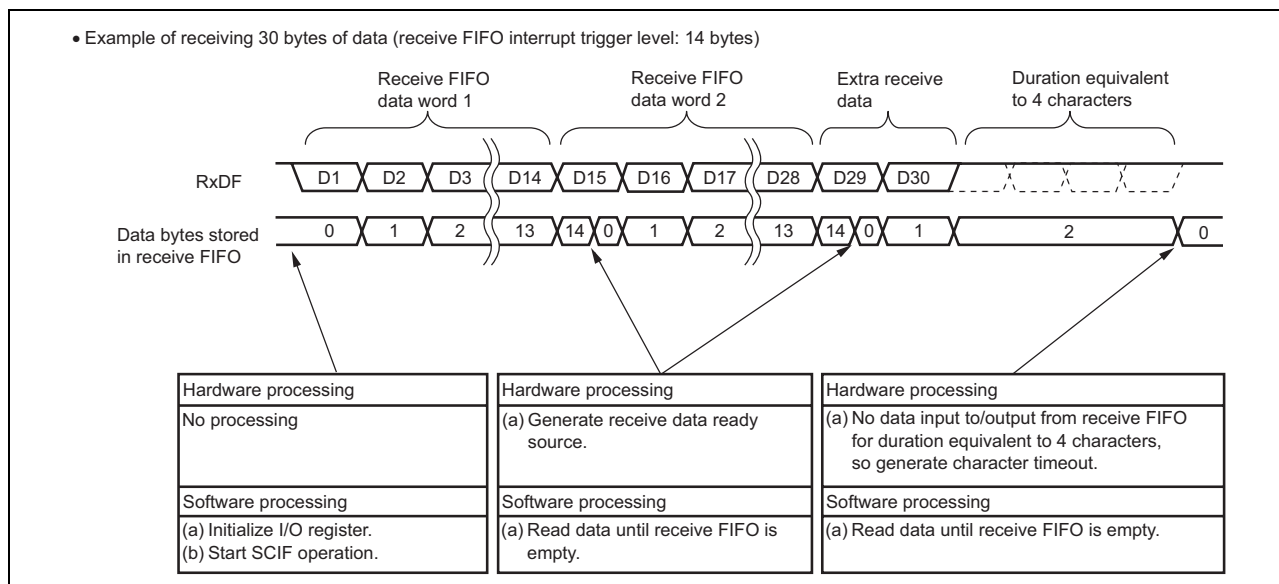 • Example of receiving 30 bytes of data (receive FIFO interrupt trigger level: 14 bytes)
Receive FIFO
data word 1
Receive FIFO
data word 2
Extra receive
data
Duration equivalent
to 4 characters
RxDF
D1 D2 D3 D14 D15 D16 D17 D28 D29 D30
Data bytes stored
in receive FIFO
0 1 2 13 14 0 1 2 13 14 0 1 2 0
Hardware processing
No processing
Software processing
(a) Initialize I/O register.
(b) Start SCIF operation.
Hardware processing
(a) Generate receive data ready
source.
Software processing
(a) Read data until receive FIFO is
empty.
Hardware processing
(a) No data input to/output from receive FIFO
for duration equivalent to 4 characters,
so generate character timeout.
Software processing
(a) Read data until receive FIFO is empty.